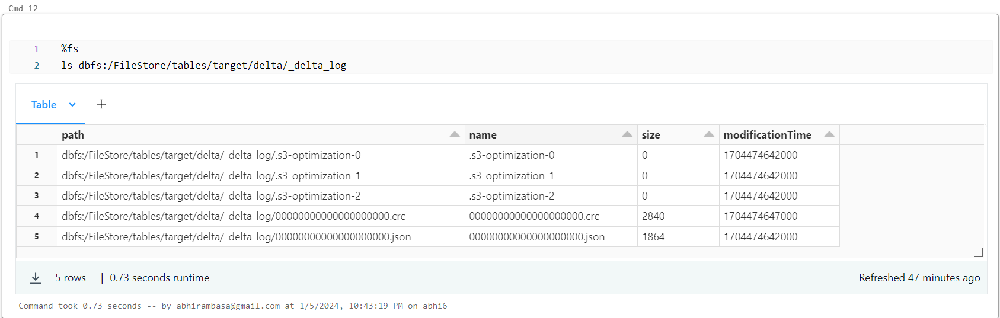 Cmd 12
1 %fs
2 ls dbfs:/FileStore/tables/target/delta/_delta_log
Table +
path name size modificationTime
1 dbfs:/FileStore/tables/target/delta/_delta_log/.s3-optimization-0 .s3-optimization-0 0 1704474642000
2 dbfs:/FileStore/tables/target/delta/_delta_log/.s3-optimization-1 .s3-optimization-1 0 1704474642000
3 dbfs:/FileStore/tables/target/delta/_delta_log/.s3-optimization-2 .s3-optimization-2 0 1704474642000
4 dbfs:/FileStore/tables/target/delta/_delta_log/00000000000000000000.crc 00000000000000000000.crc 2840 1704474647000
5 dbfs:/FileStore/tables/target/delta/_delta_log/00000000000000000000.json 00000000000000000000.json 1864 1704474642000
5 rows | 0.73 seconds runtime Refreshed 47 minutes ago
Command took 0.73 seconds -- by abhirambasa@gmail.com at 1/5/2024, 10:43:19 PM on abhi6